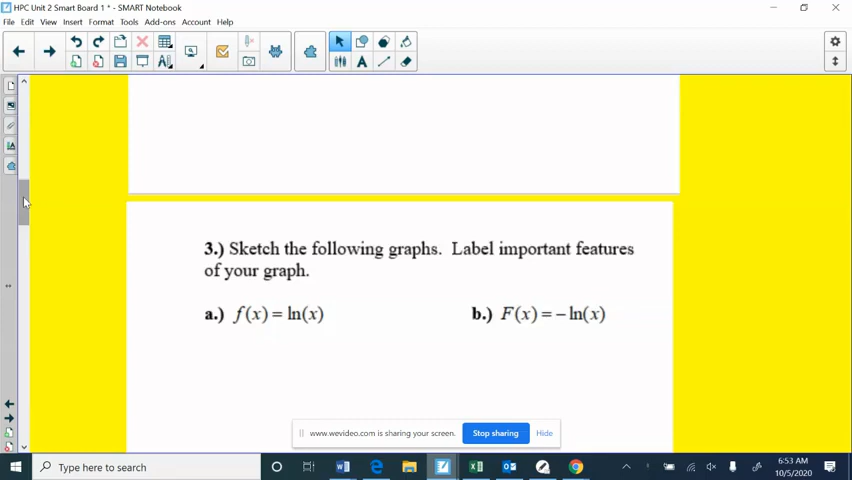 HPC Unit 2 Smart Board 1 * - SMART Notebook
File Edit View Insert Format Tools Add-ons Account Help
3.) Sketch the following graphs. Label important features
of your graph.
a.) f(x) = ln(x)
b.) F(x) = − ln(x)
www.wevideo.com is sharing your screen. Stop sharing Hide
Type here to search
6:53 AM
10/5/2020